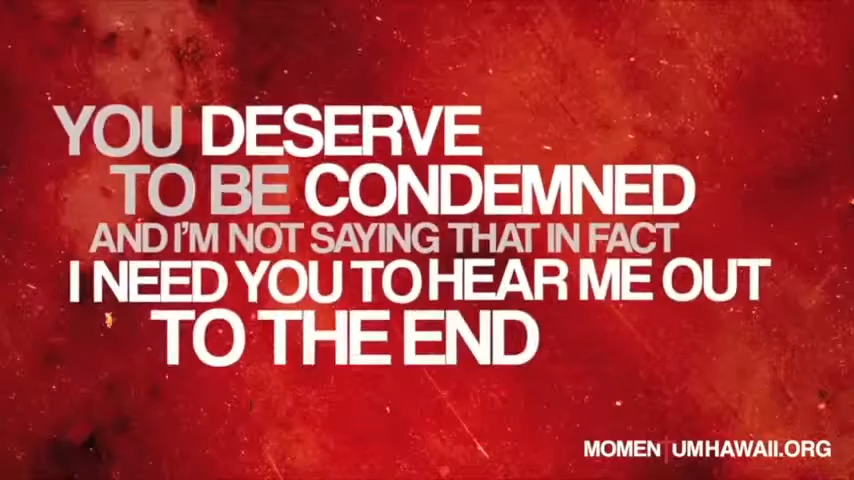 YOU DESERVE
TO BE CONDEMNED
AND I'M NOT SAYING THAT IN FACT
I NEED YOU TO HEAR ME OUT
TO THE END
MOMENTUMHAWAII.ORG